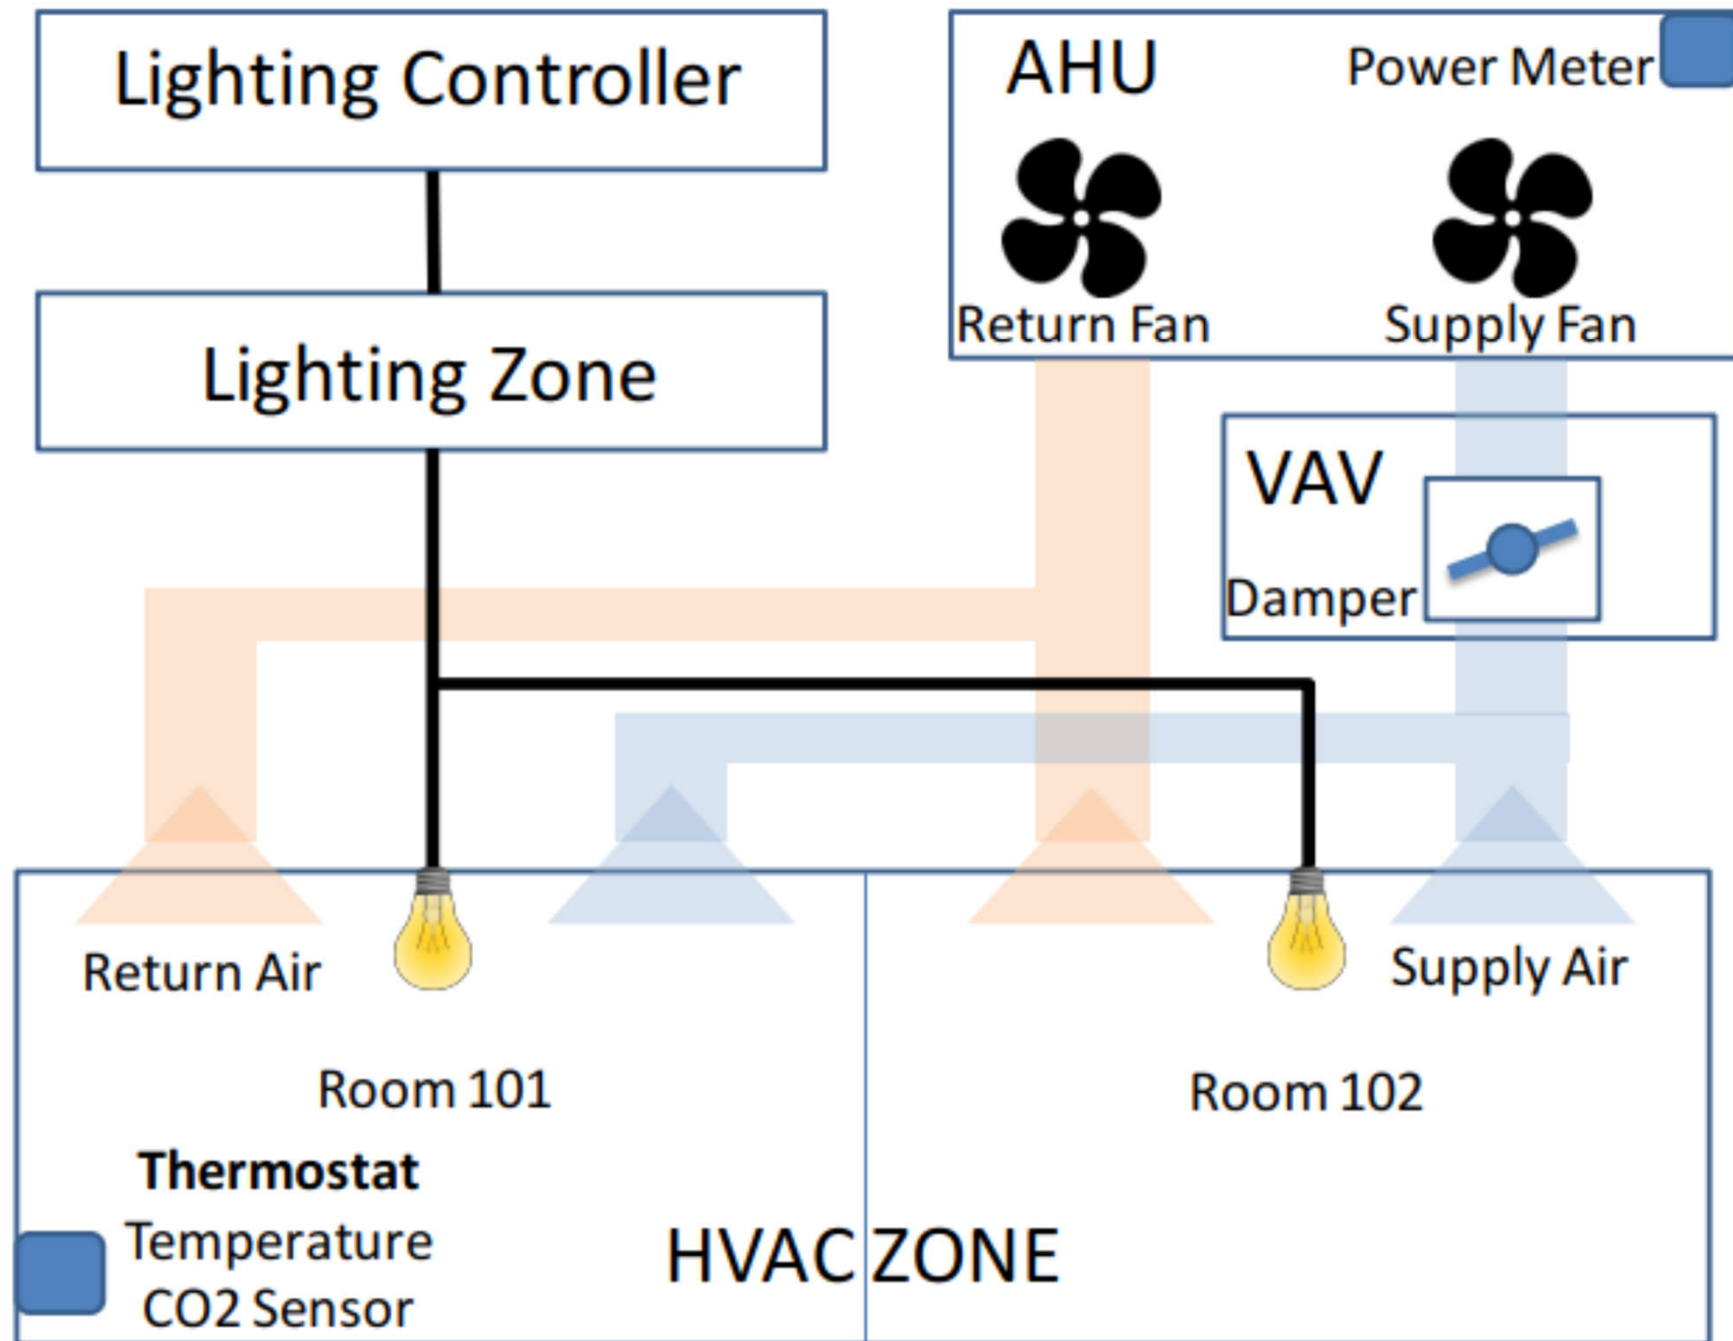 Lighting Controller
AHU
Power Meter
Return Fan
Supply Fan
Lighting Zone
VAV
Damper
Return Air
Supply Air
Room 101
Room 102
Thermostat
Temperature
CO2 Sensor
HVAC ZONE